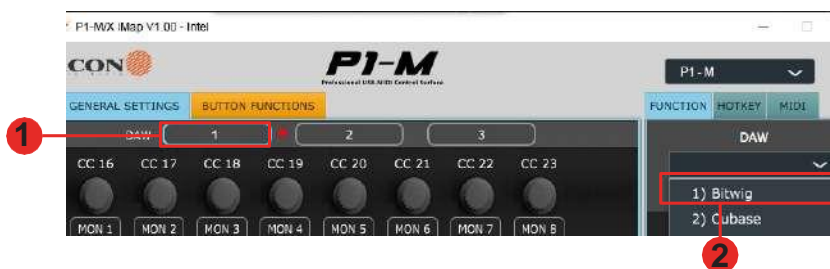 P1-M/X iMap V1.00 - Intel
CON
P1-M
Professional USB MIDI Control Surface
P1-M
GENERAL SETTINGS BUTTON FUNCTIONS
FUNCTION HOTKEY MIDI
1
DAW 1 2 3
DAW
CC 16 CC 17 CC 18 CC 19 CC 20 CC 21 CC 22 CC 23
1) Bitwig
2) Cubase
MON 1 MON 2 MON 3 MON 4 MON 5 MON 6 MON 7 MON 8
2